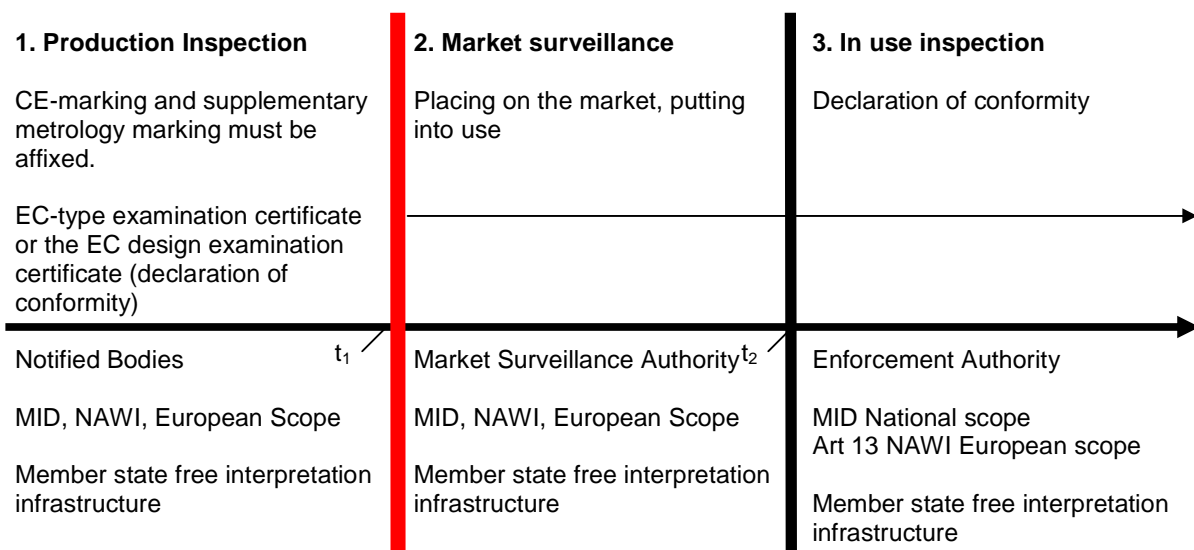 1. Production Inspection
CE-marking and supplementary
metrology marking must be
affixed.
EC-type examination certificate
or the EC design examination
certificate (declaration of
conformity)
2. Market surveillance
Placing on the market, putting
into use
3. In use inspection
Declaration of conformity
Notified Bodies
t1
MID, NAWI, European Scope
Member state free interpretation
infrastructure
Market Surveillance Authority
t2
MID, NAWI, European Scope
Member state free interpretation
infrastructure
Enforcement Authority
MID National scope
Art 13 NAWI European scope
Member state free interpretation
infrastructure